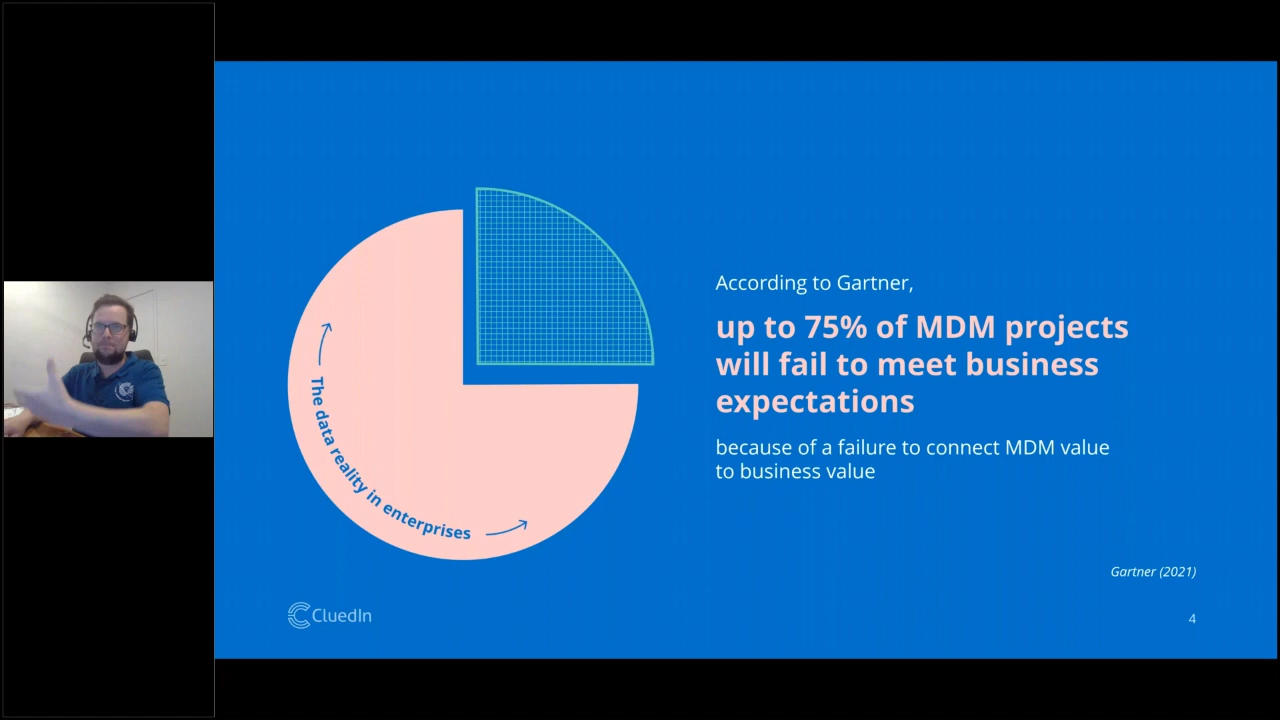 The data reality in enterprises
According to Gartner,
up to 75% of MDM projects
will fail to meet business
expectations
because of a failure to connect MDM value
to business value
Gartner (2021)
CluedIn
4